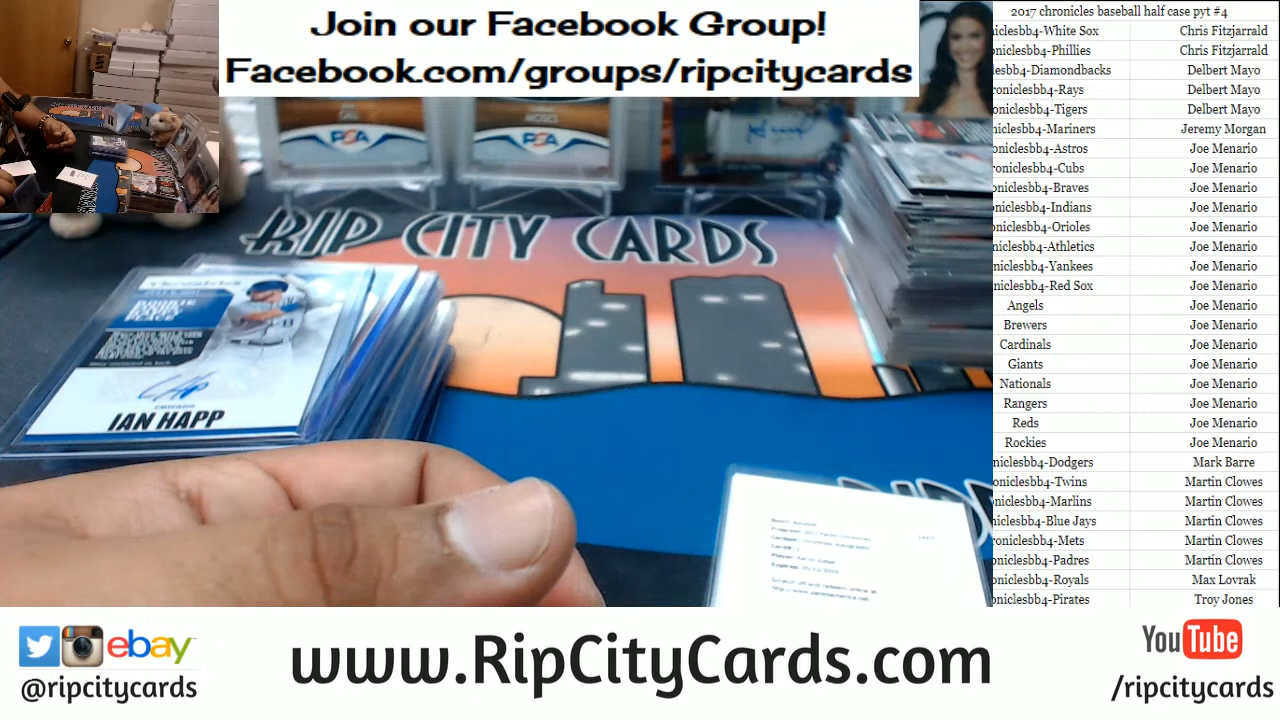 Join our Facebook Group!
Facebook.com/groups/ripcitycards
PSA
PSA
RIP CITY CARDS
IAN HAPP
2017 chronicles baseball half case pyt #4
niclesbb4-White Sox Chris Fitzjarrald
oniclesbb4-Phillies Chris Fitzjarrald
lesbb4-Diamondbacks Delbert Mayo
roniclesbb4-Rays Delbert Mayo
oniclesbb4-Tigers Delbert Mayo
niclesbb4-Mariners Jeremy Morgan
oniclesbb4-Astros Joe Menario
roniclesbb4-Cubs Joe Menario
oniclesbb4-Braves Joe Menario
oniclesbb4-Indians Joe Menario
oniclesbb4-Orioles Joe Menario
niclesbb4-Athletics Joe Menario
niclesbb4-Yankees Joe Menario
niclesbb4-Red Sox Joe Menario
Angels Joe Menario
Brewers Joe Menario
Cardinals Joe Menario
Giants Joe Menario
Nationals Joe Menario
Rangers Joe Menario
Reds Joe Menario
Rockies Joe Menario
niclesbb4-Dodgers Mark Barre
oniclesbb4-Twins Martin Clowes
niclesbb4-Marlins Martin Clowes
niclesbb4-Blue Jays Martin Clowes
oniclesbb4-Mets Martin Clowes
oniclesbb4-Padres Martin Clowes
oniclesbb4-Royals Max Lovrak
oniclesbb4-Pirates Troy Jones
ebay
@ripcitycards
www.RipCityCards.com
YouTube
/ripcitycards